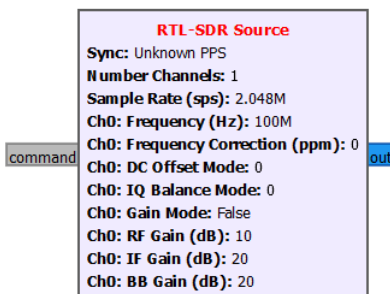 RTL-SDR Source
Sync: Unknown PPS
Number Channels: 1
Sample Rate (sps): 2.048M
Ch0: Frequency (Hz): 100M
command
Ch0: Frequency Correction (ppm): 0
out
Ch0: DC Offset Mode: 0
Ch0: IQ Balance Mode: 0
Ch0: Gain Mode: False
Ch0: RF Gain (dB): 10
Ch0: IF Gain (dB): 20
Ch0: BB Gain (dB): 20